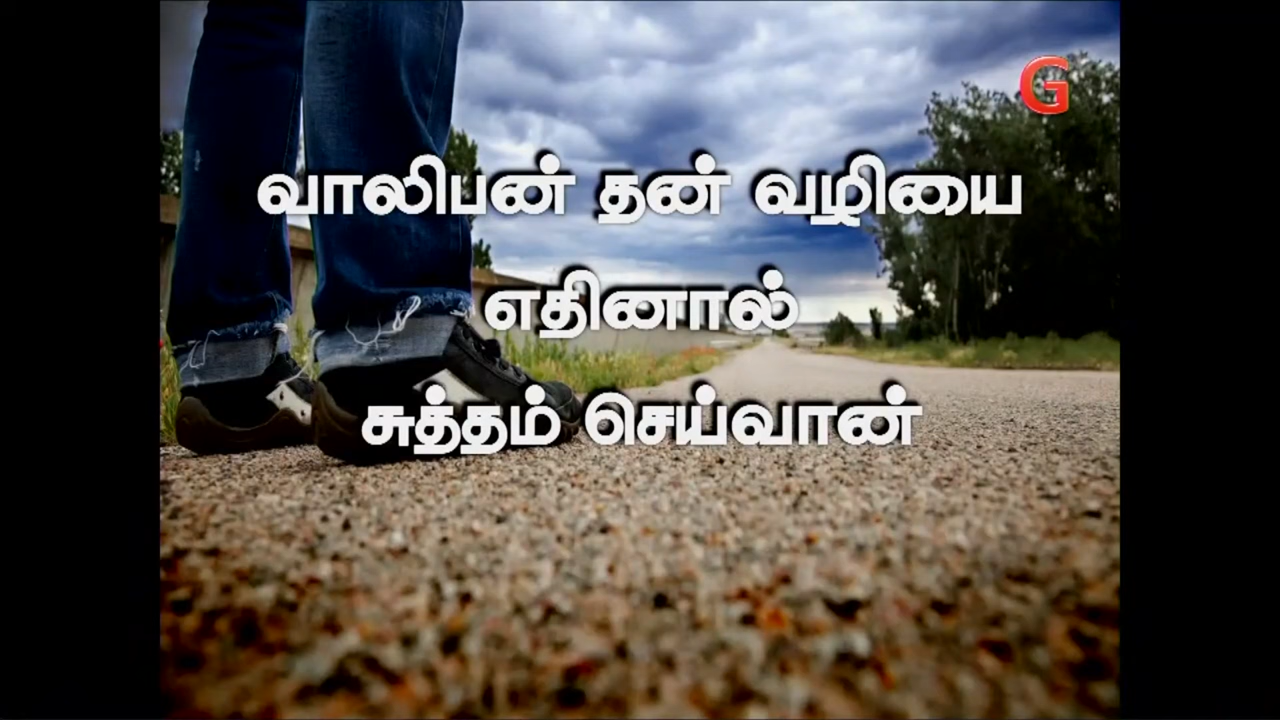 G
வாலிபன் தன் வழியை
எதினால்
சுத்தம் செய்வான்